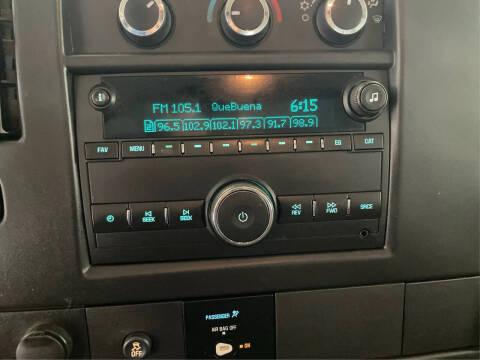 FM 105.1 QueBuena 6:15
96.5 102.9 102.1 97.3 91.7 98.9
FAV MENU EQ CAT
SEEK SEEK REV FWD SRCE
PASSENGER
AIR BAG OFF
ON
OFF